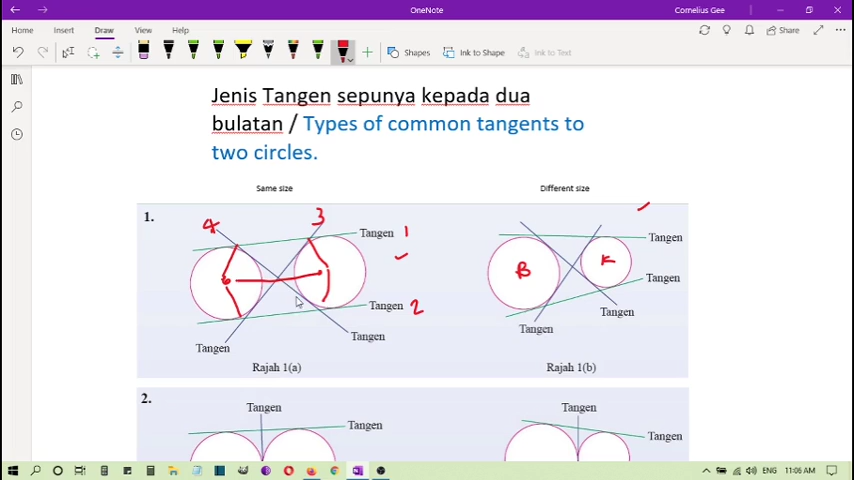 OneNote
Cornelius Gee
Home
Insert
Draw
View
Help
Share
Shapes
Ink to Shape
Ink to Text
Jenis Tangen sepunya kepada dua
bulatan / Types of common tangents to
two circles.
Same size
Different size
1.
4
3
Tangen 1
Tangen 2
Tangen
Tangen
Rajah 1(a)
B
K
Tangen
Tangen
Tangen
Tangen
Rajah 1(b)
2.
Tangen
Tangen
Tangen
Tangen
ENG
11:06 AM